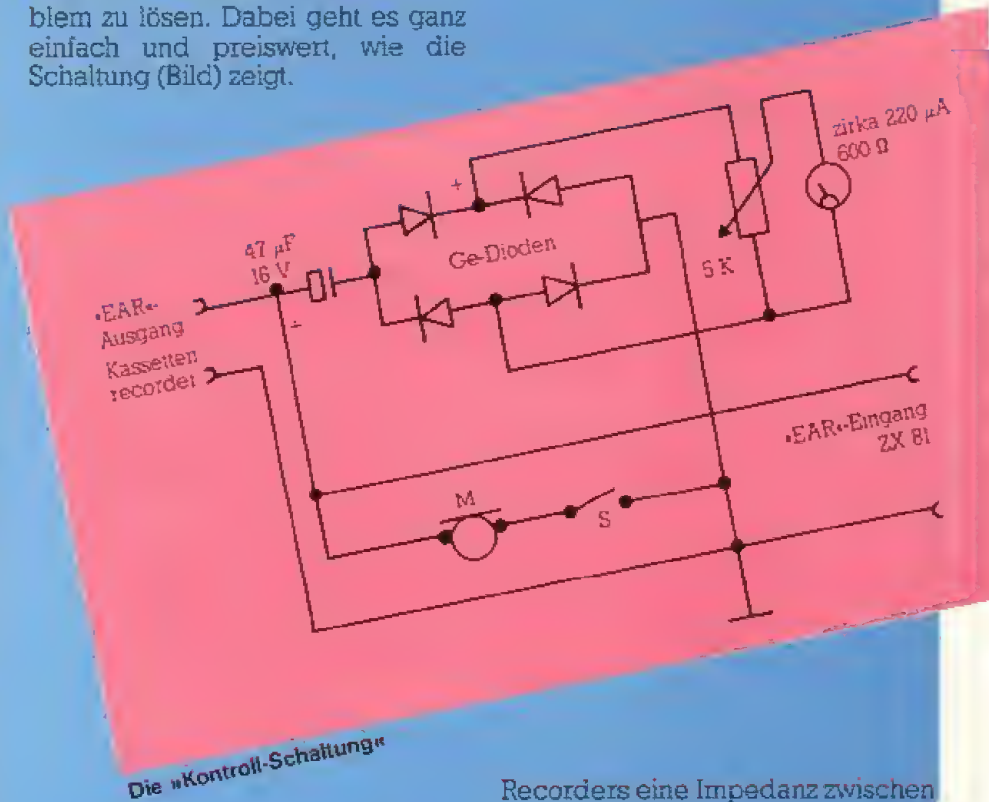 blem zu lösen. Dabei geht es ganz
einfach und preiswert, wie die
Schaltung (Bild) zeigt.
zirka 220 µA
600 Ω
47 µF
16 V
+
+
Ge-Dioden
5 K
»EAR«-
Ausgang
Kassetten
recorder
»EAR«-Eingang
ZX 81
M
S
Die »Kontroll-Schaltung«
Recorders eine Impedanz zwischen